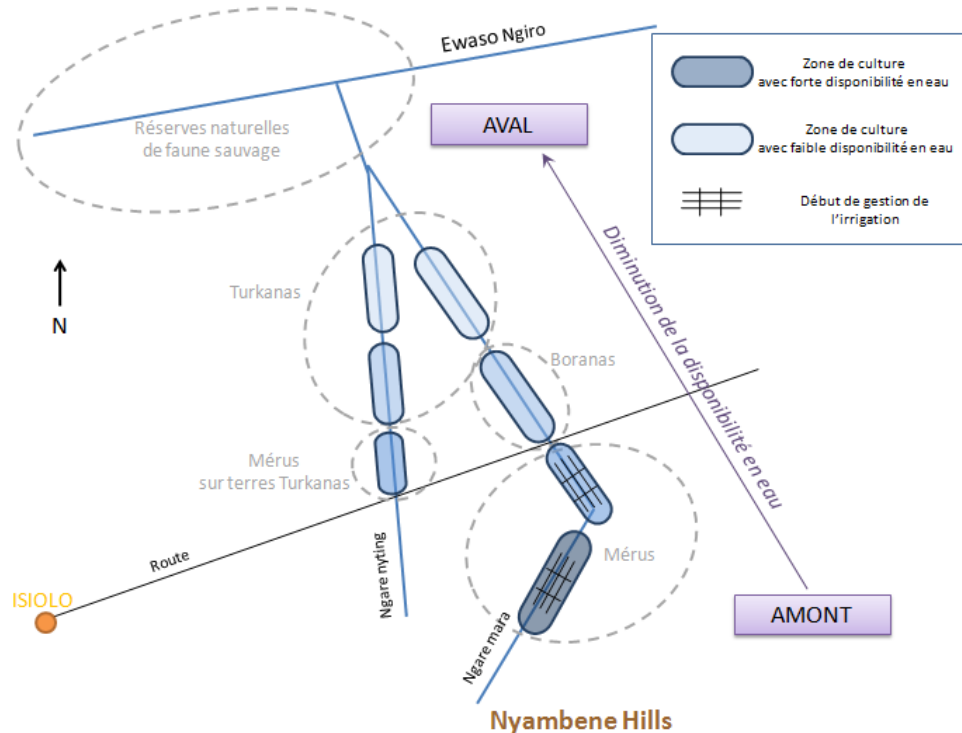 Ewaso Ngiro
Réserves naturelles
de faune sauvage
AVAL
Zone de culture
avec forte disponibilité en eau
Zone de culture
avec faible disponibilité en eau
Début de gestion de
l'irrigation
N
Turkanas
Boranas
Diminution de la disponibilité en eau
Mérus
sur terres Turkanas
Route
Ngare nyting
Mérus
ISIOLO
Ngare mara
AMONT
Nyambene Hills